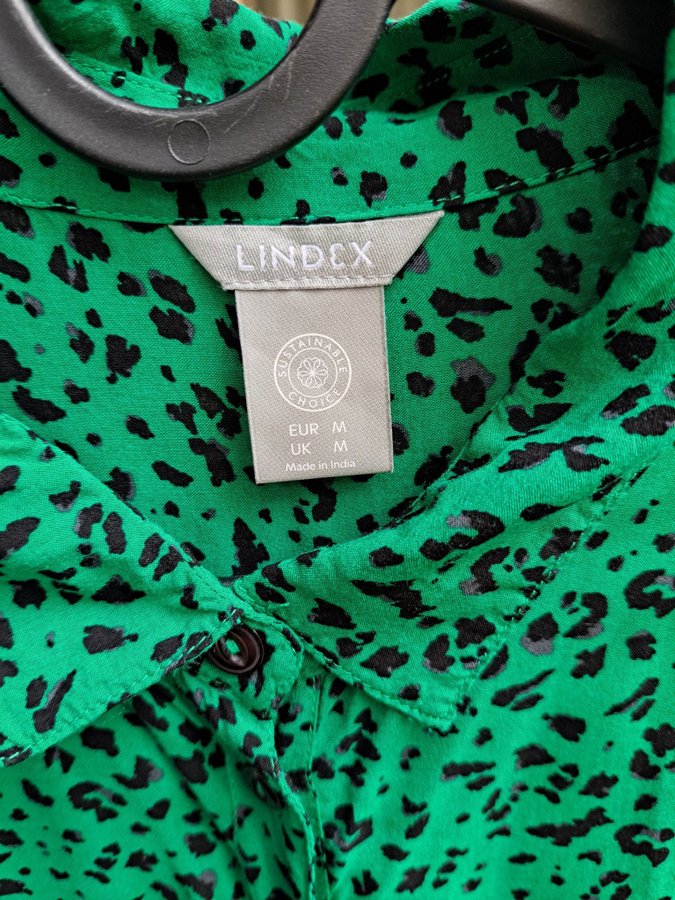 LINDEX
SUSTAINABLE
CHOICE
EUR M
UK M
Made in India